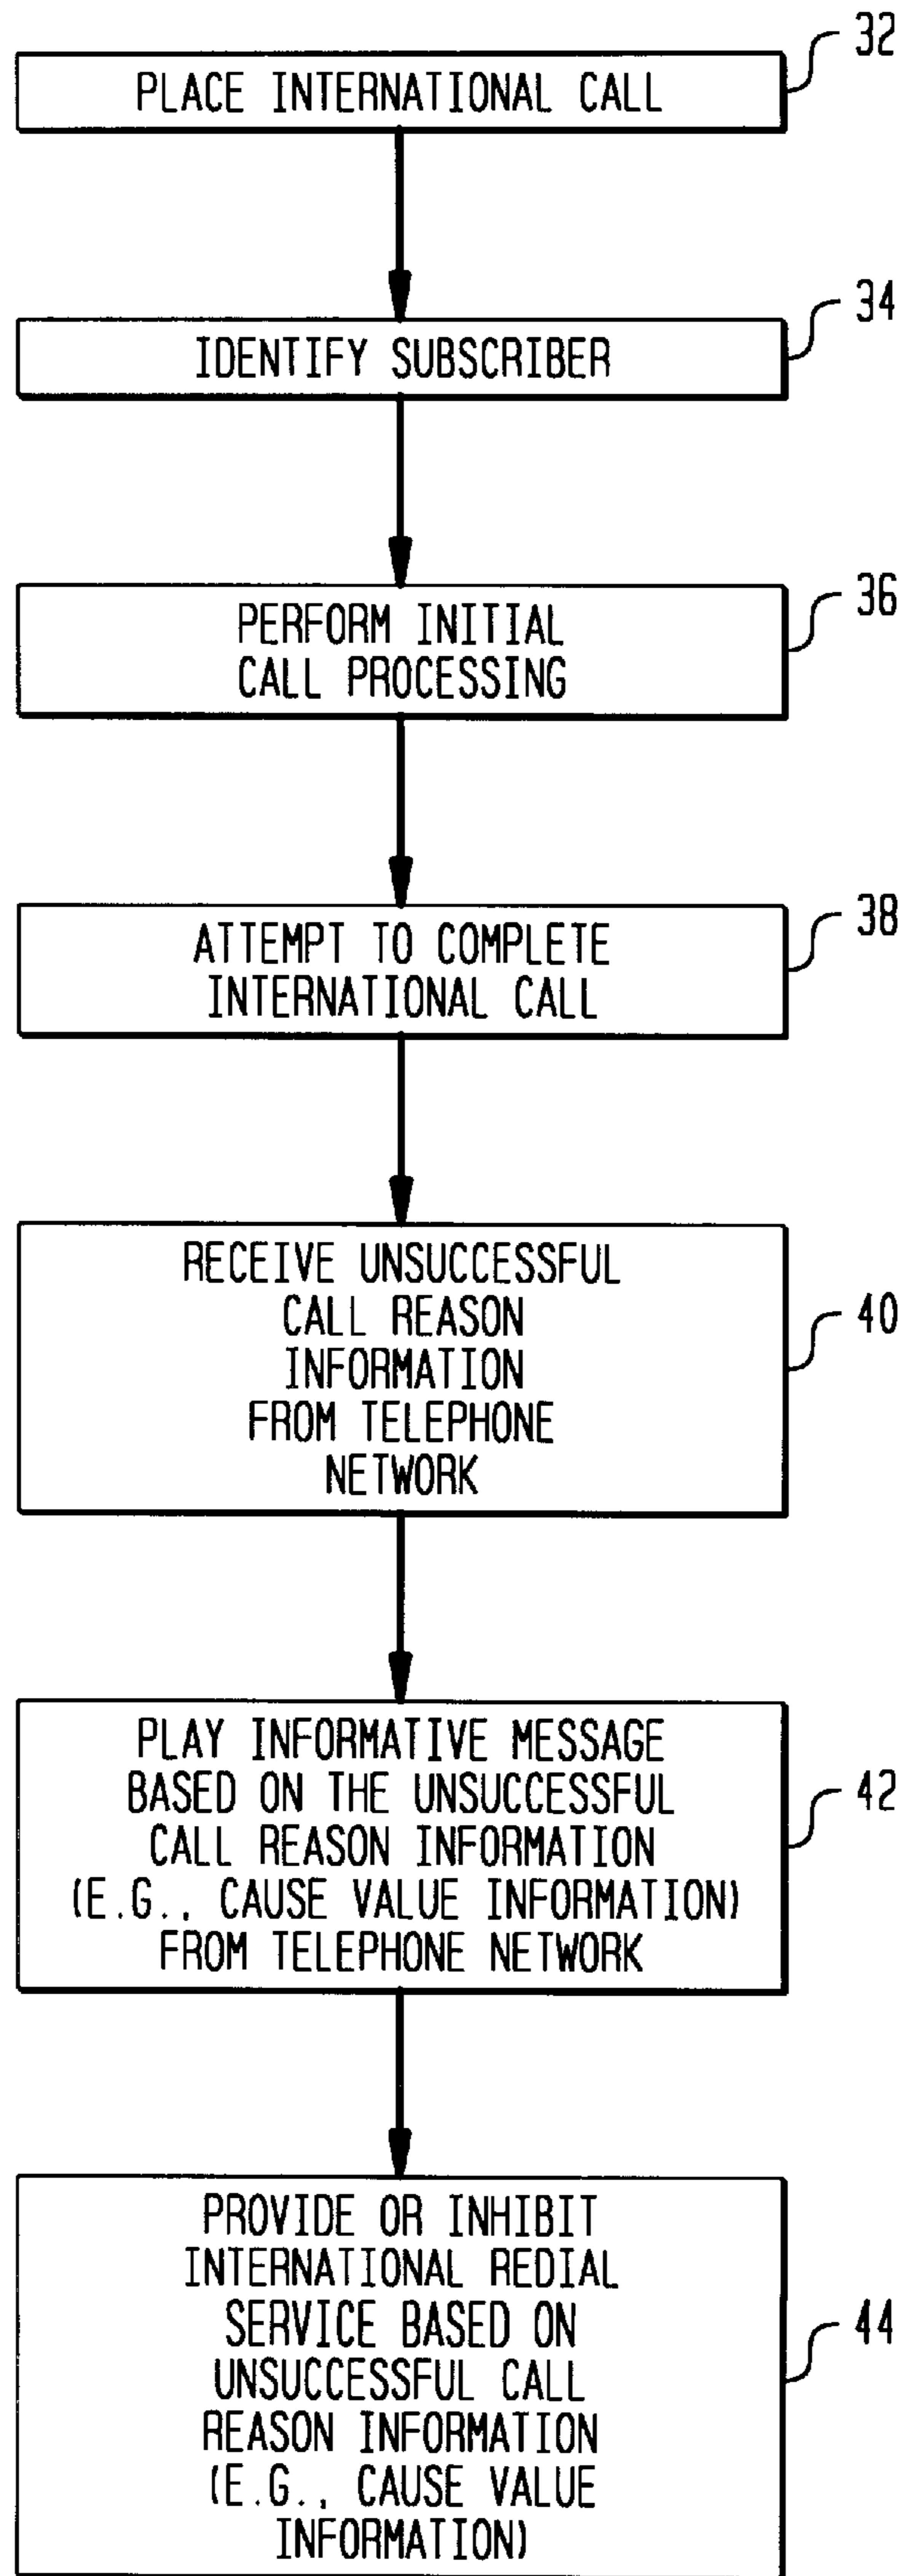 32
PLACE INTERNATIONAL CALL
34
IDENTIFY SUBSCRIBER
36
PERFORM INITIAL
CALL PROCESSING
38
ATTEMPT TO COMPLETE
INTERNATIONAL CALL
RECEIVE UNSUCCESSFUL
CALL REASON
40
INFORMATION
FROM TELEPHONE
NETWORK
PLAY INFORMATIVE MESSAGE
42
BASED ON THE UNSUCCESSFUL
CALL REASON INFORMATION
(E.G., CAUSE VALUE INFORMATION)
FROM TELEPHONE NETWORK
PROVIDE OR INHIBIT
INTERNATIONAL REDIAL
44
SERVICE BASED ON
UNSUCCESSFUL CALL
REASON INFORMATION
(E.G., CAUSE VALUE
INFORMATION)